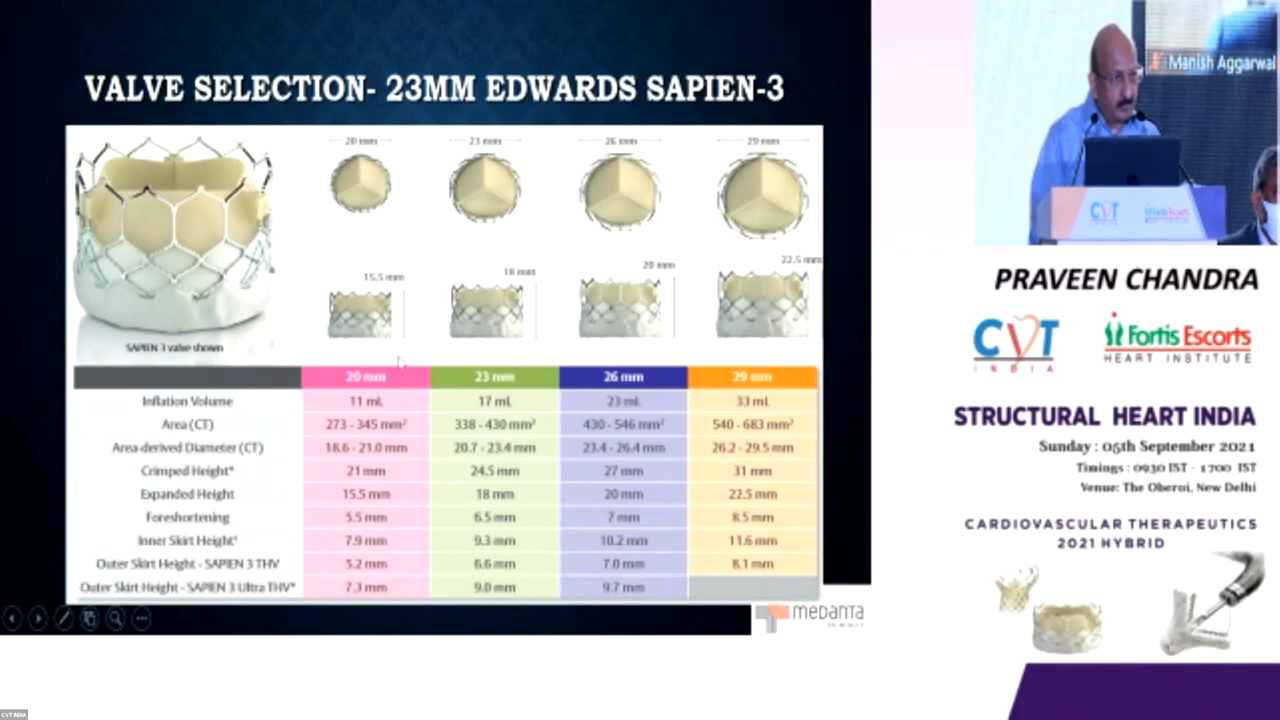 VALVE SELECTION- 23MM EDWARDS SAPIEN-3
20 mm 23 mm 26 mm 29 mm
15.5 mm 18 mm 20 mm 22.5 mm
SAPIEN 3 valve shown
20 mm 23 mm 26 mm 29 mm
Inflation Volume 11 mL 17 mL 23 mL 33 mL
Area (CT) 273 - 345 mm² 338 - 430 mm² 430 - 546 mm² 540 - 683 mm²
Area-derived Diameter (CT) 18.6 - 21.0 mm 20.7 - 23.4 mm 23.4 - 26.4 mm 26.2 - 29.5 mm
Crimped Height* 21 mm 24.5 mm 27 mm 31 mm
Expanded Height 15.5 mm 18 mm 20 mm 22.5 mm
Foreshortening 5.5 mm 6.5 mm 7 mm 8.5 mm
Inner Skirt Height† 7.9 mm 9.3 mm 10.2 mm 11.6 mm
Outer Skirt Height - SAPIEN 3 THV 5.2 mm 6.6 mm 7.0 mm 8.1 mm
Outer Skirt Height - SAPIEN 3 Ultra THV* 7.3 mm 9.0 mm 9.7 mm
medanta
Manish Aggarwal
CVT
Fortis Escorts
PRAVEEN CHANDRA
CVT
INDIA
Fortis Escorts
HEART INSTITUTE
STRUCTURAL HEART INDIA
Sunday : 05th September 2021
Timings : 0930 IST - 1700 IST
Venue: The Oberoi, New Delhi
CARDIOVASCULAR THERAPEUTICS
2021 HYBRID
CVT INDIA